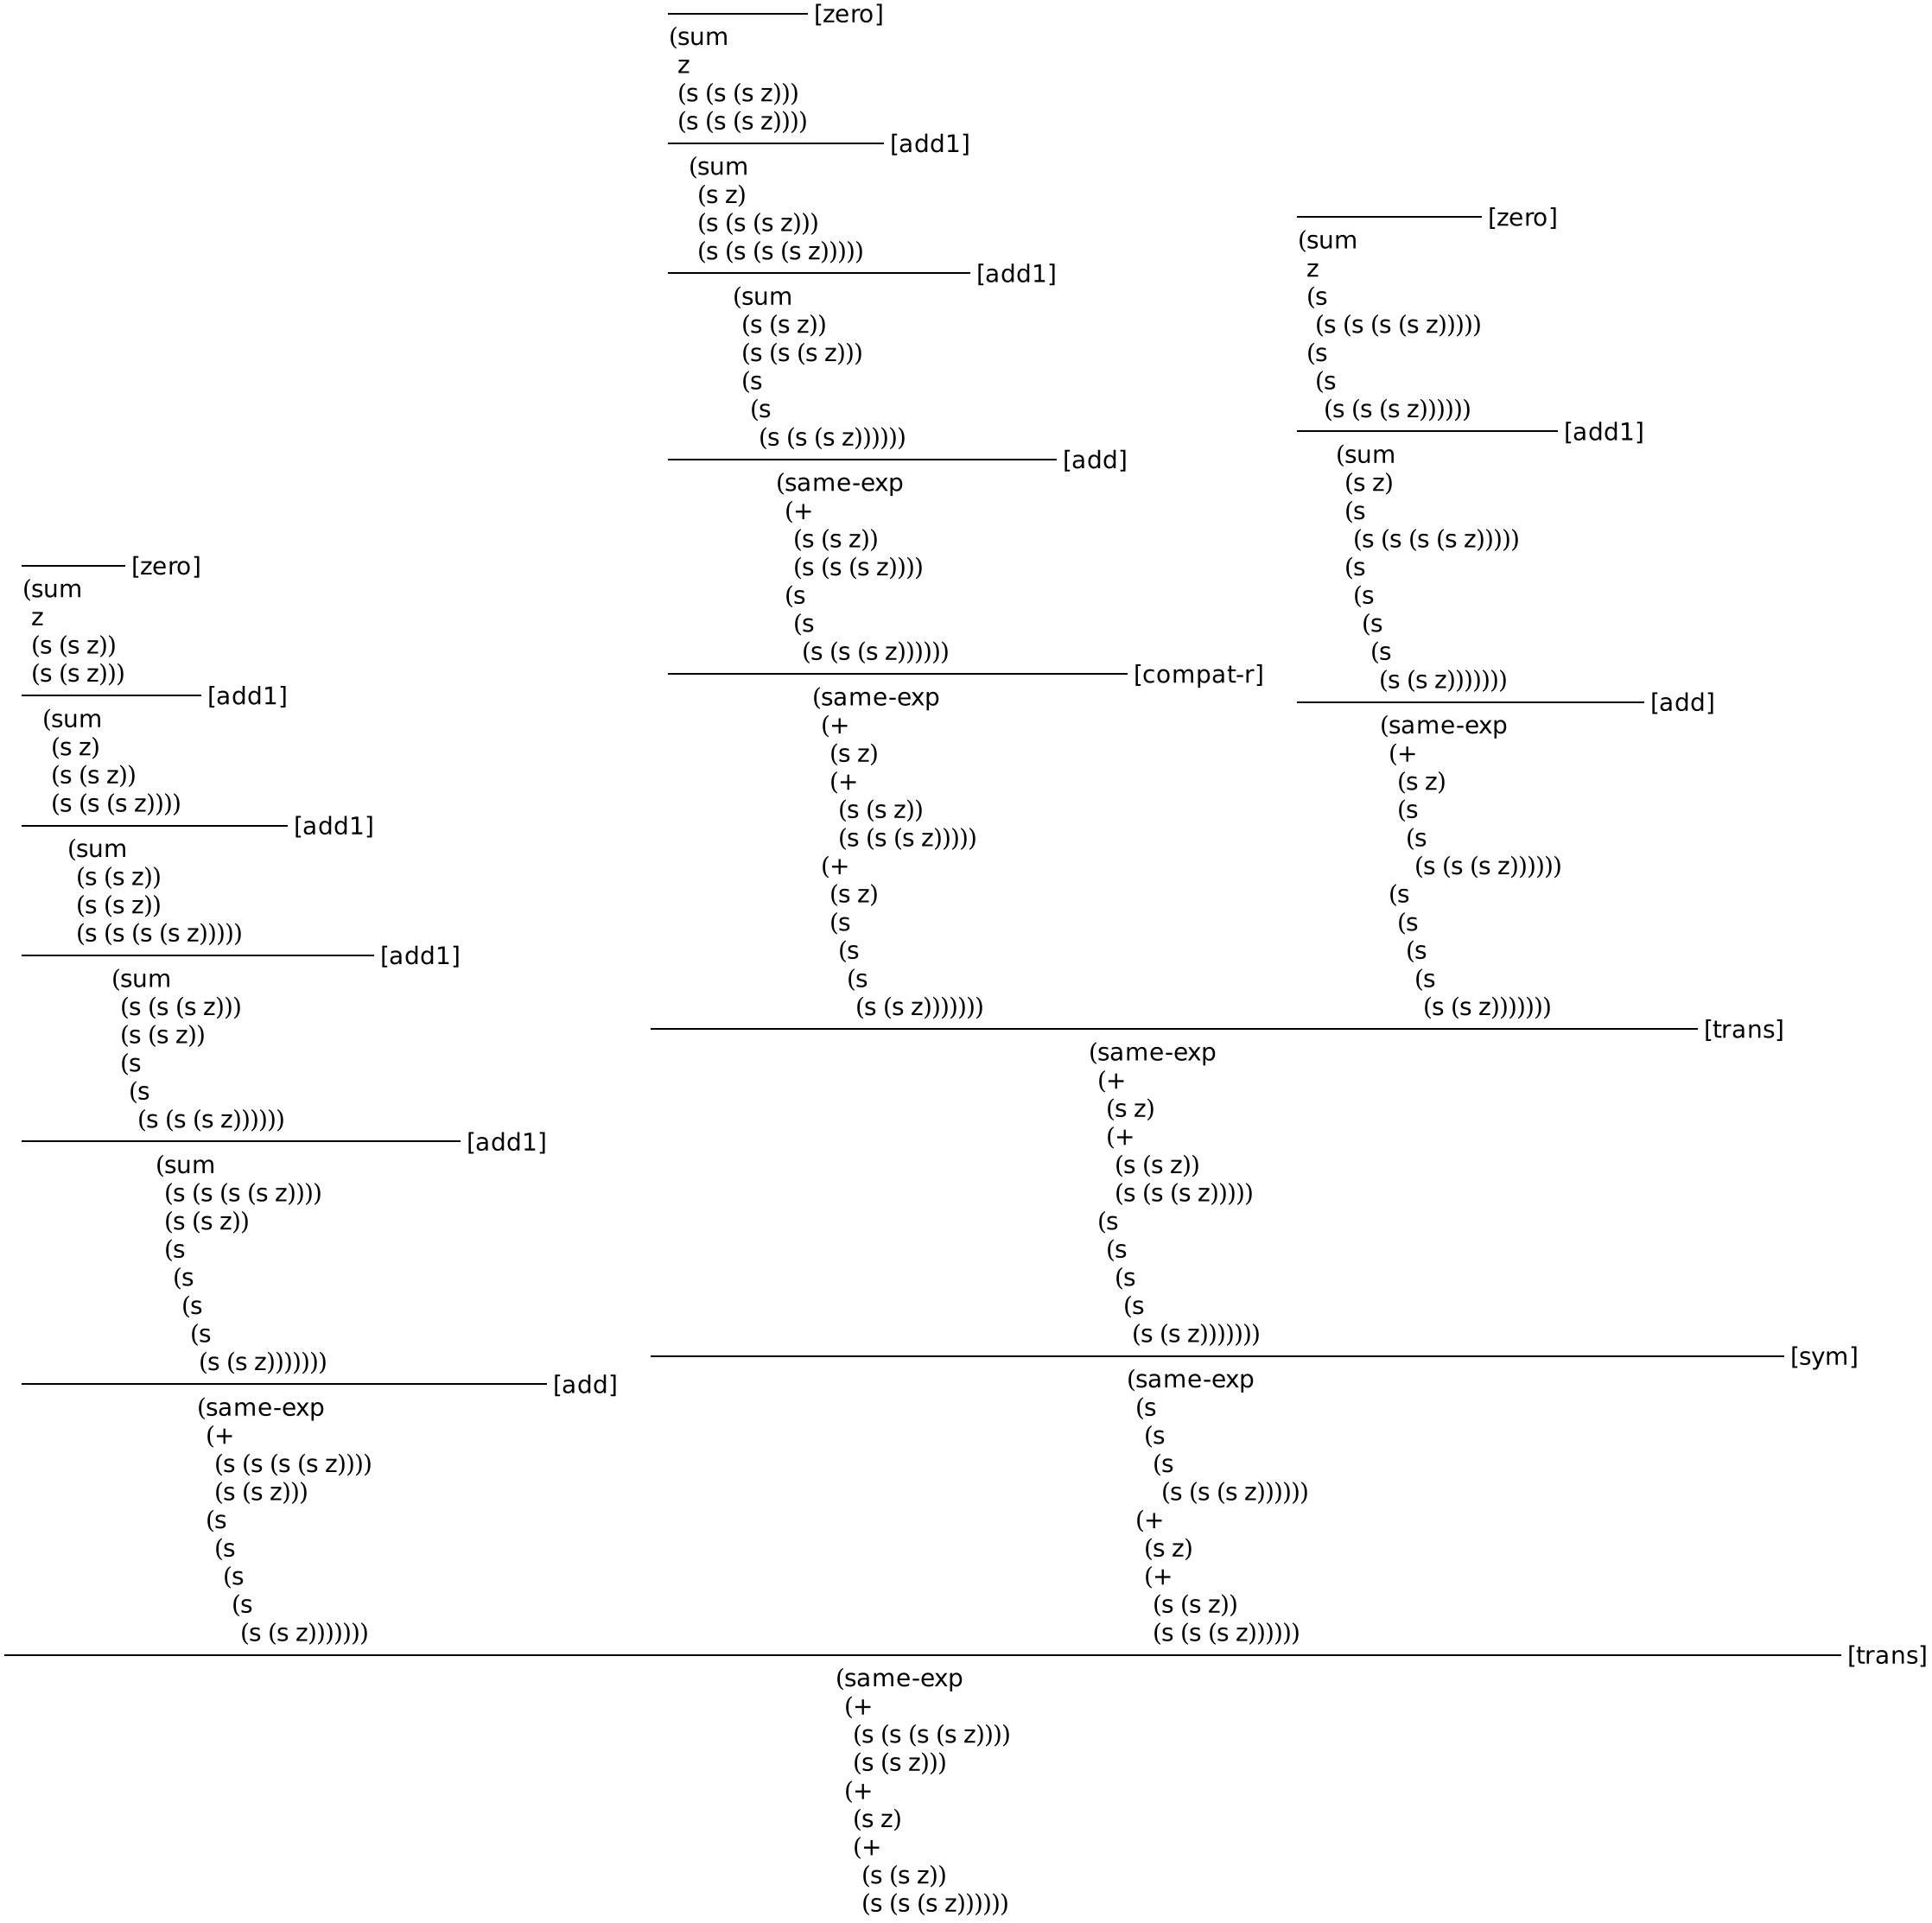 [zero]
(sum
z
(s (s z))
(s (s z)))
[add1]
(sum
(s z)
(s (s z))
(s (s (s z))))
[add1]
(sum
(s (s z))
(s (s z))
(s (s (s (s z)))))
[add1]
(sum
(s (s (s z)))
(s (s z))
(s
(s
(s (s (s z))))))
[add1]
(sum
(s (s (s (s z))))
(s (s z))
(s
(s
(s
(s
(s (s z)))))))
[add]
(same-exp
(+
(s (s (s (s z))))
(s (s z)))
(s
(s
(s
(s
(s (s z)))))))
[zero]
(sum
z
(s (s (s z)))
(s (s (s z))))
[add1]
(sum
(s z)
(s (s (s z)))
(s (s (s (s z)))))
[add1]
(sum
(s (s z))
(s (s (s z)))
(s
(s
(s (s (s z))))))
[add]
(same-exp
(+
(s (s z))
(s (s (s z))))
(s
(s
(s (s (s z))))))
[compat-r]
(same-exp
(+
(s z)
(+
(s (s z))
(s (s (s z)))))
(+
(s z)
(s
(s
(s
(s (s z)))))))
[zero]
(sum
z
(s
(s (s (s (s z)))))
(s
(s
(s (s (s z))))))
[add1]
(sum
(s z)
(s
(s (s (s (s z)))))
(s
(s
(s
(s
(s (s z)))))))
[add]
(same-exp
(+
(s z)
(s
(s
(s (s (s z))))))
(s
(s
(s
(s
(s (s z)))))))
[trans]
(same-exp
(+
(s z)
(+
(s (s z))
(s (s (s z)))))
(s
(s
(s
(s
(s (s z)))))))
[sym]
(same-exp
(s
(s
(s
(s (s (s z))))))
(+
(s z)
(+
(s (s z))
(s (s (s z))))))
[trans]
(same-exp
(+
(s (s (s (s z))))
(s (s z)))
(+
(s z)
(+
(s (s z))
(s (s (s z))))))